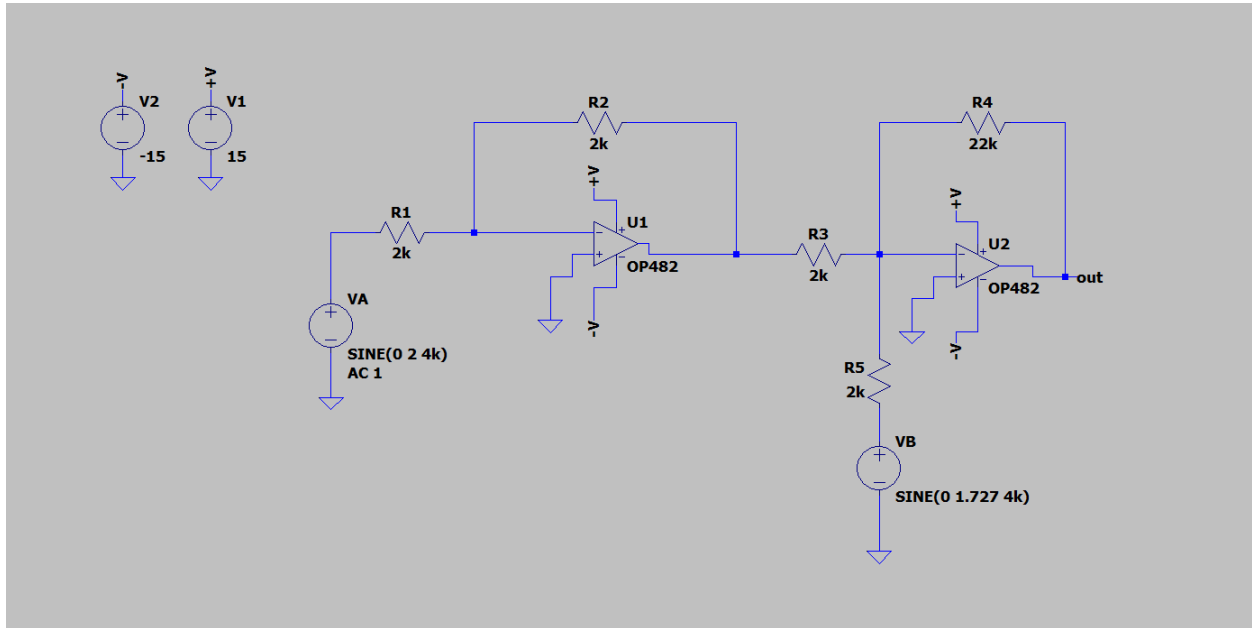 -V
V2
-15
+V
V1
15
R2
2k
R4
22k
+V
U1
OP482
-V
R1
2k
VA
SINE(0 2 4k)
AC 1
R3
2k
+V
U2
OP482
-V
out
R5
2k
VB
SINE(0 1.727 4k)